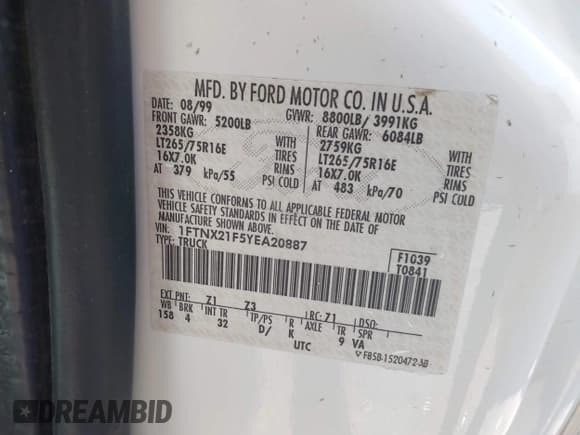 MFD. BY FORD MOTOR CO. IN U.S.A.
DATE: 08/99 GVWR: 8800LB/ 3991KG
FRONT GAWR: 5200LB REAR GAWR: 6084LB
2358KG WITH 2759KG WITH
LT265/75R16E TIRES LT265/75R16E TIRES
16X7.0K RIMS 16X7.0K RIMS
AT 379 kPa/55 PSI COLD AT 483 kPa/70 PSI COLD
THIS VEHICLE CONFORMS TO ALL APPLICABLE FEDERAL MOTOR
VEHICLE SAFETY STANDARDS IN EFFECT ON THE DATE OF
MANUFACTURE SHOWN ABOVE.
VIN: 1FTNX21F5YEA20887
TYPE: TRUCK
F1039
T0841
EXT PNT: Z1 Z3 RC: Z1 DSO:
WB BRK INT TR TP/PS R AXLE TR SPR
158 4 32 D/ K 9 VA
UTC
F85B-1520472-AB
DREAMBID